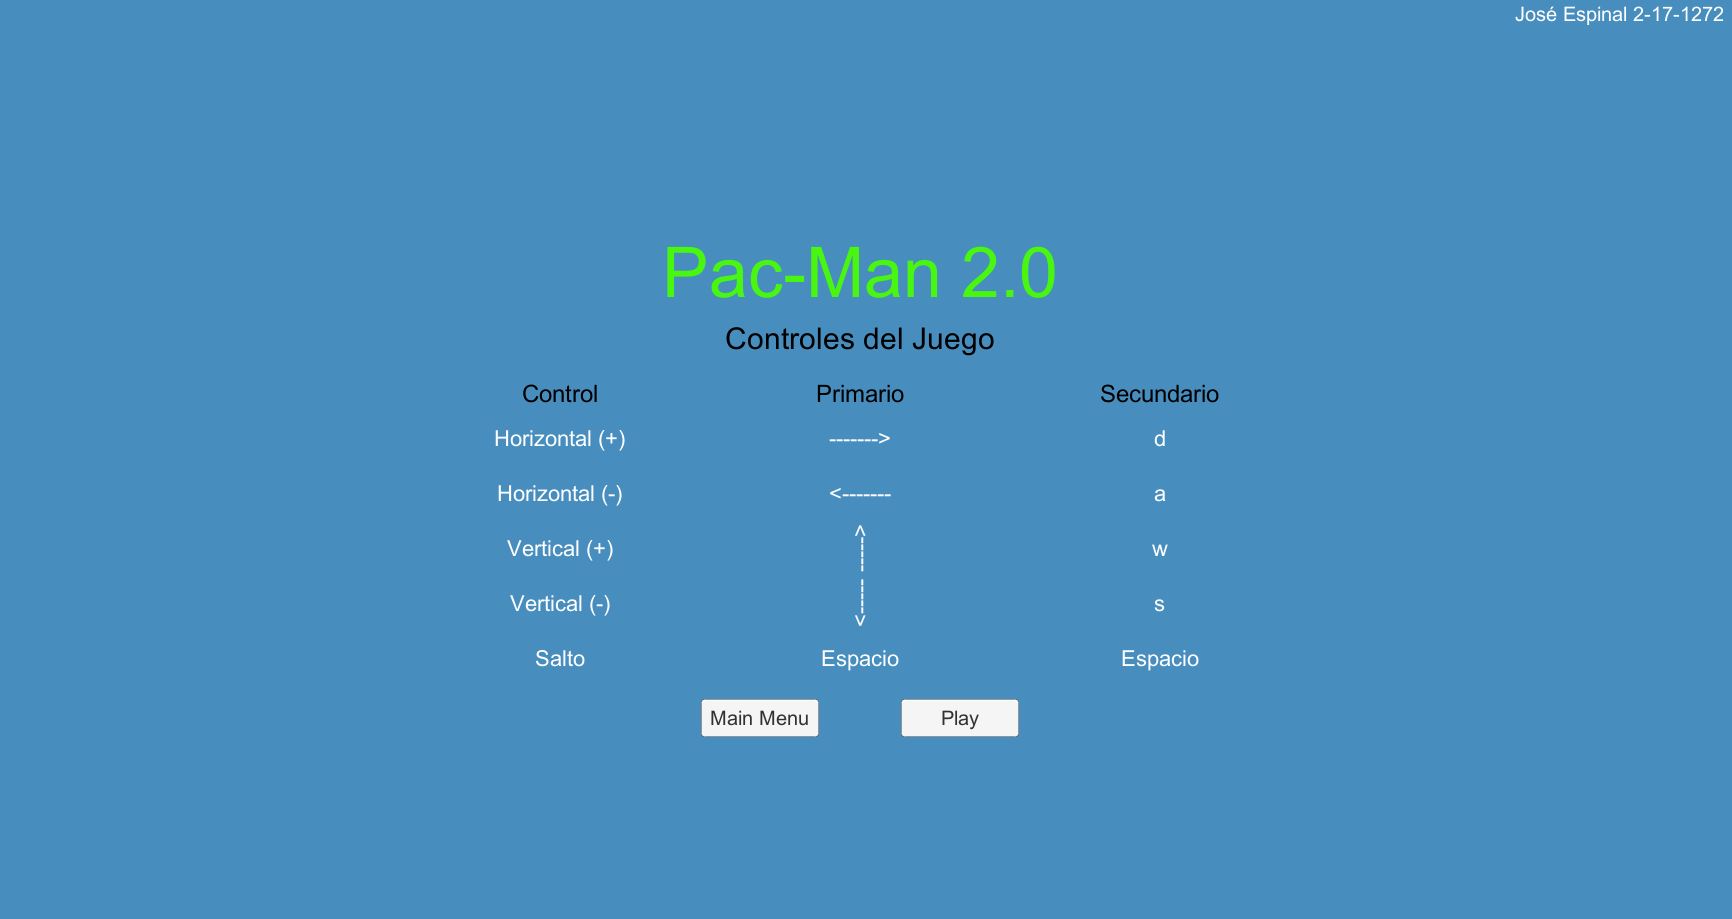 José Espinal 2-17-1272
Pac-Man 2.0
Controles del Juego
Control Primario Secundario
Horizontal (+) -------> d
Horizontal (-) <------- a
Vertical (+) <------- w
Vertical (-) -------> s
Salto Espacio Espacio
Main Menu Play